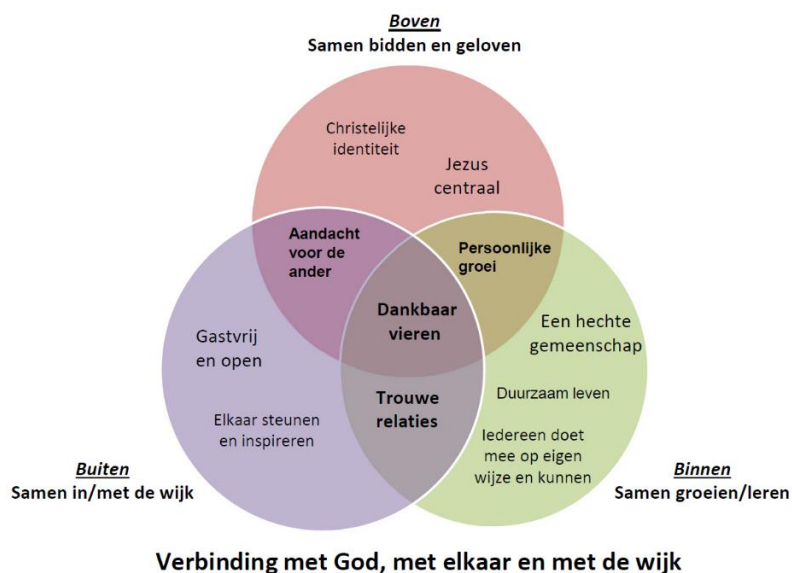 Boven
Samen bidden en geloven
Christelijke
identiteit
Jezus
centraal
Aandacht
voor de
ander
Persoonlijke
groei
Dankbaar
vieren
Gastvrij
en open
Een hechte
gemeenschap
Trouwe
relaties
Duurzaam leven
Elkaar steunen
en inspireren
Iedereen doet
mee op eigen
wijze en kunnen
Buiten
Samen in/met de wijk
Binnen
Samen groeien/leren
Verbinding met God, met elkaar en met de wijk